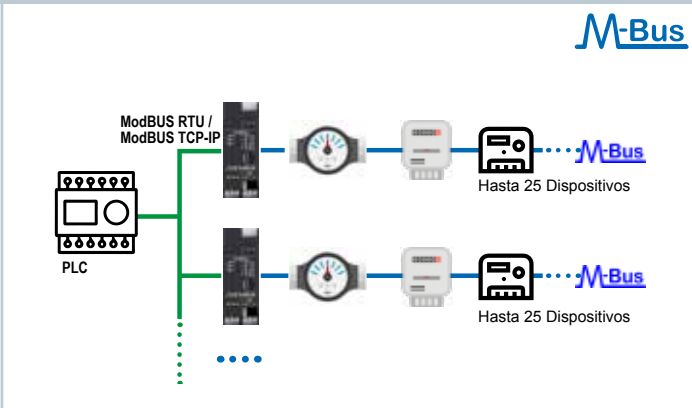 M-Bus
ModBUS RTU /
ModBUS TCP-IP
M-Bus
Hasta 25 Dispositivos
PLC
M-Bus
Hasta 25 Dispositivos